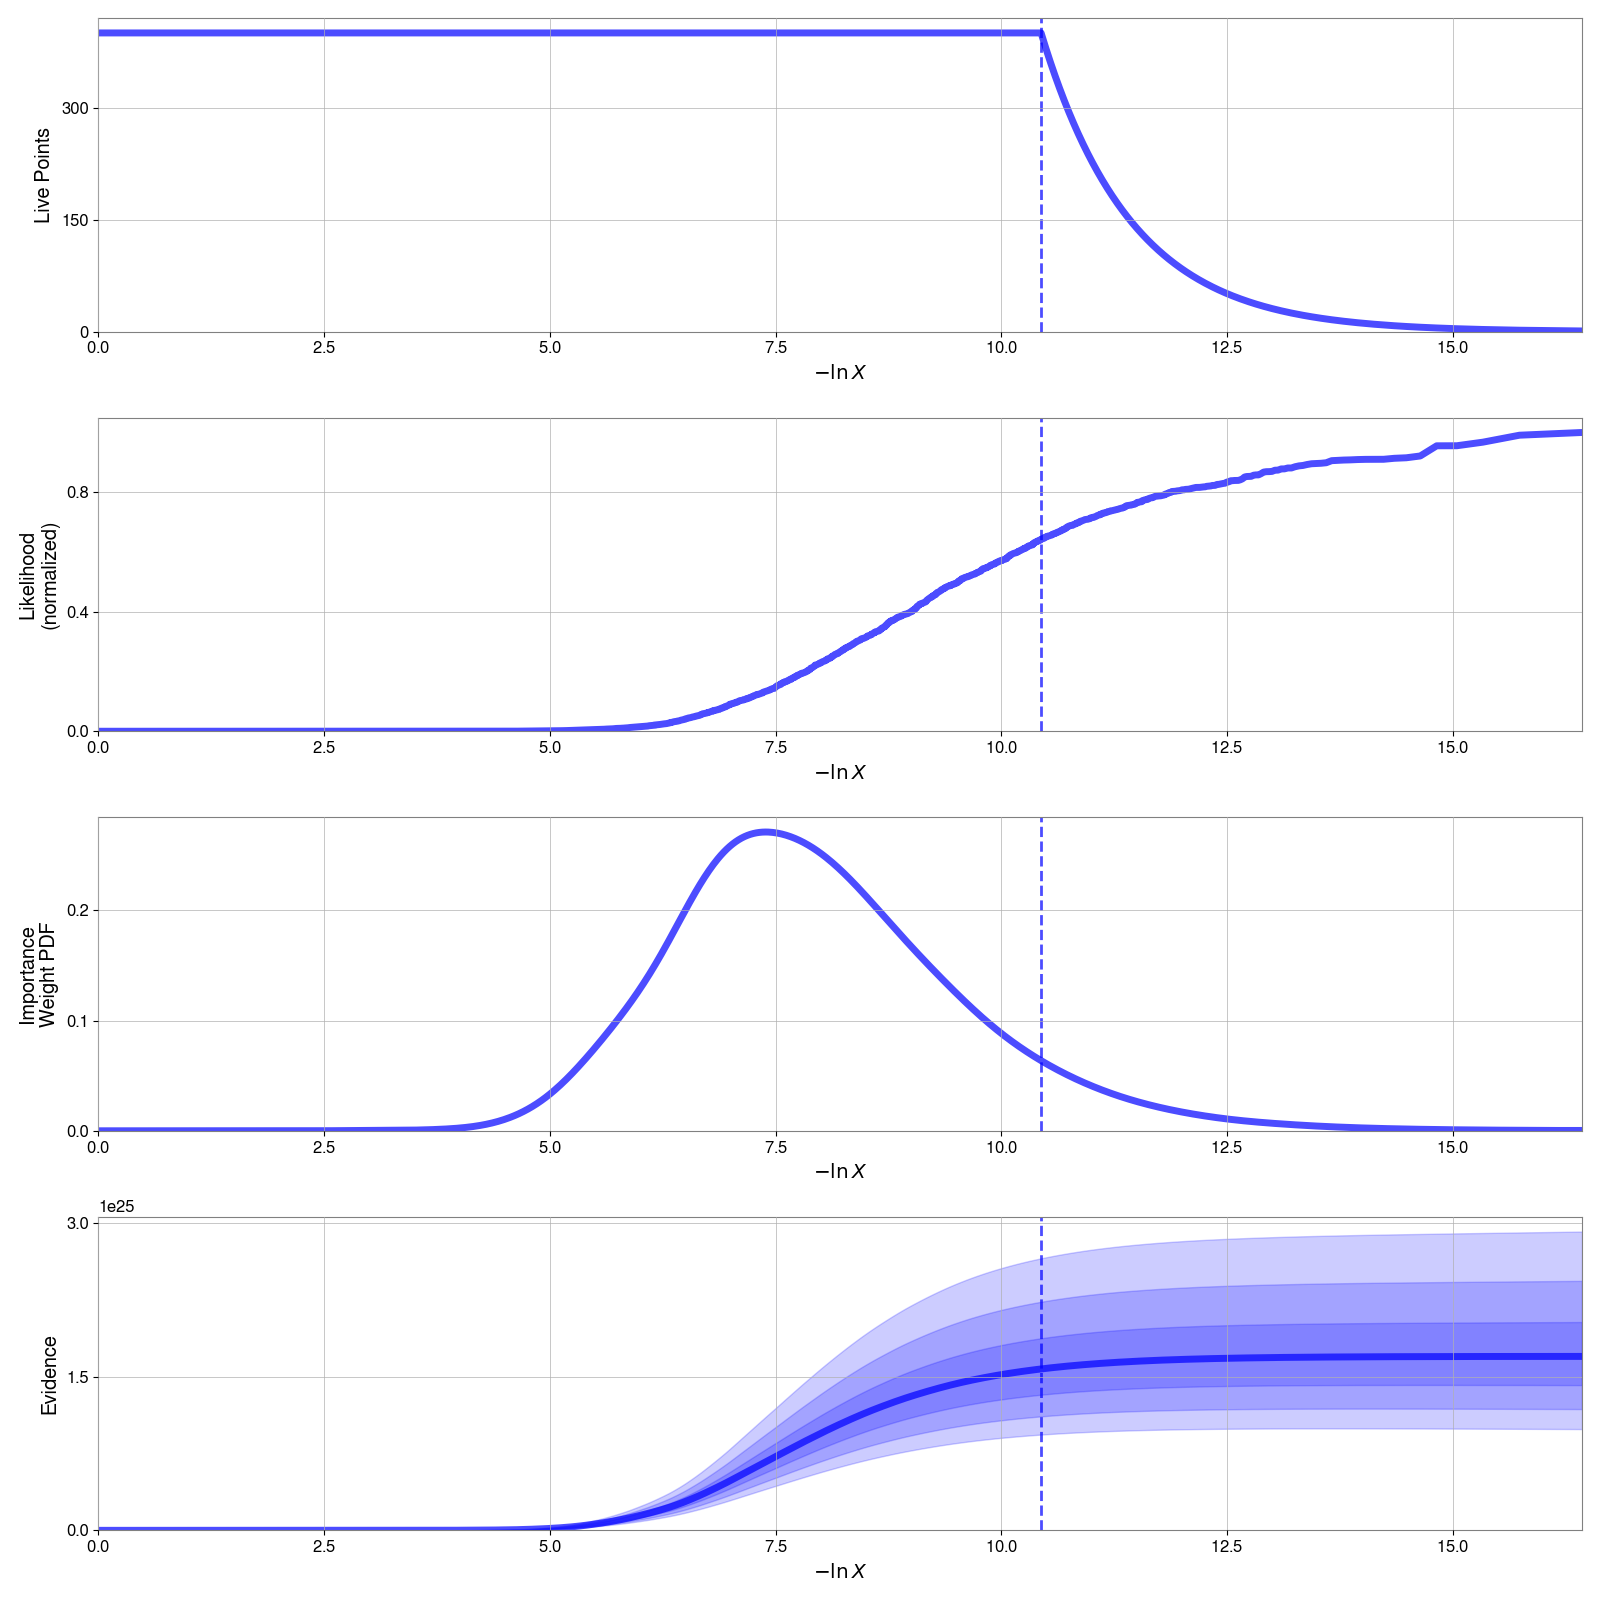 300
150
0
Live Points
0.0 2.5 5.0 7.5 10.0 12.5 15.0
−ln X
0.8
0.4
0.0
Likelihood
(normalized)
0.0 2.5 5.0 7.5 10.0 12.5 15.0
−ln X
0.2
0.1
0.0
Importance
Weight PDF
0.0 2.5 5.0 7.5 10.0 12.5 15.0
−ln X
1e25
3.0
1.5
0.0
Evidence
0.0 2.5 5.0 7.5 10.0 12.5 15.0
−ln X